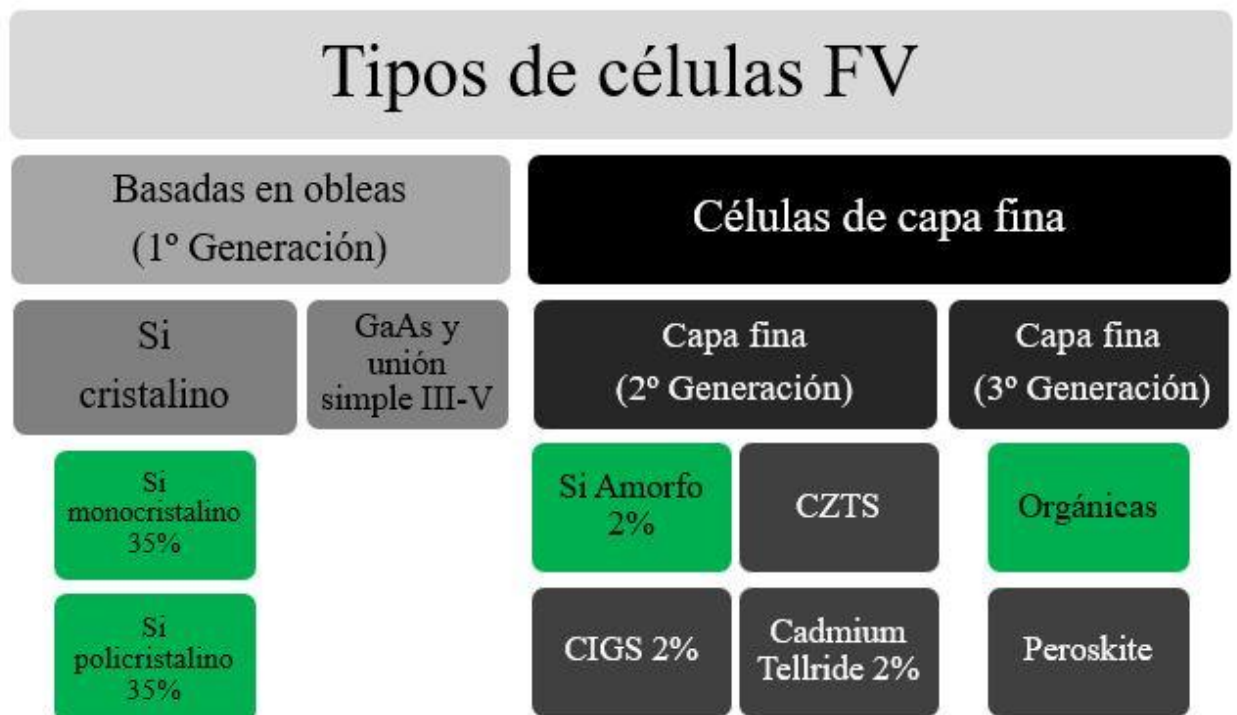 Tipos de células FV
Basadas en obleas
(1º Generación)
Células de capa fina
Si
cristalino
GaAs y
unión
simple III-V
Capa fina
(2º Generación)
Capa fina
(3º Generación)
Si
monocristalino
35%
Si Amorfo
2%
CZTS
Orgánicas
Si
policristalino
35%
CIGS 2%
Cadmium
Tellride 2%
Peroskite